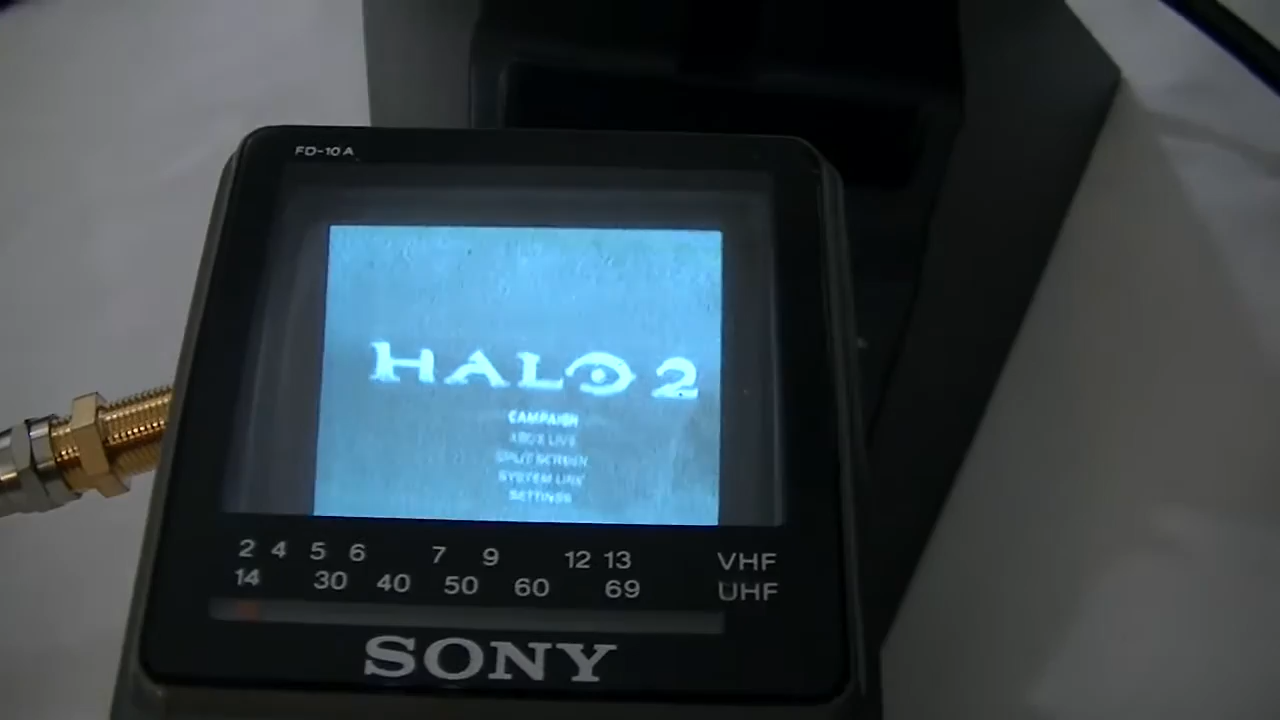 FD-10A
HALO 2
CAMPAIGN
XBOX LIVE
SPLIT SCREEN
SYSTEM LINK
SETTINGS
2 4 5 6 7 9 12 13 VHF
14 30 40 50 60 69 UHF
SONY